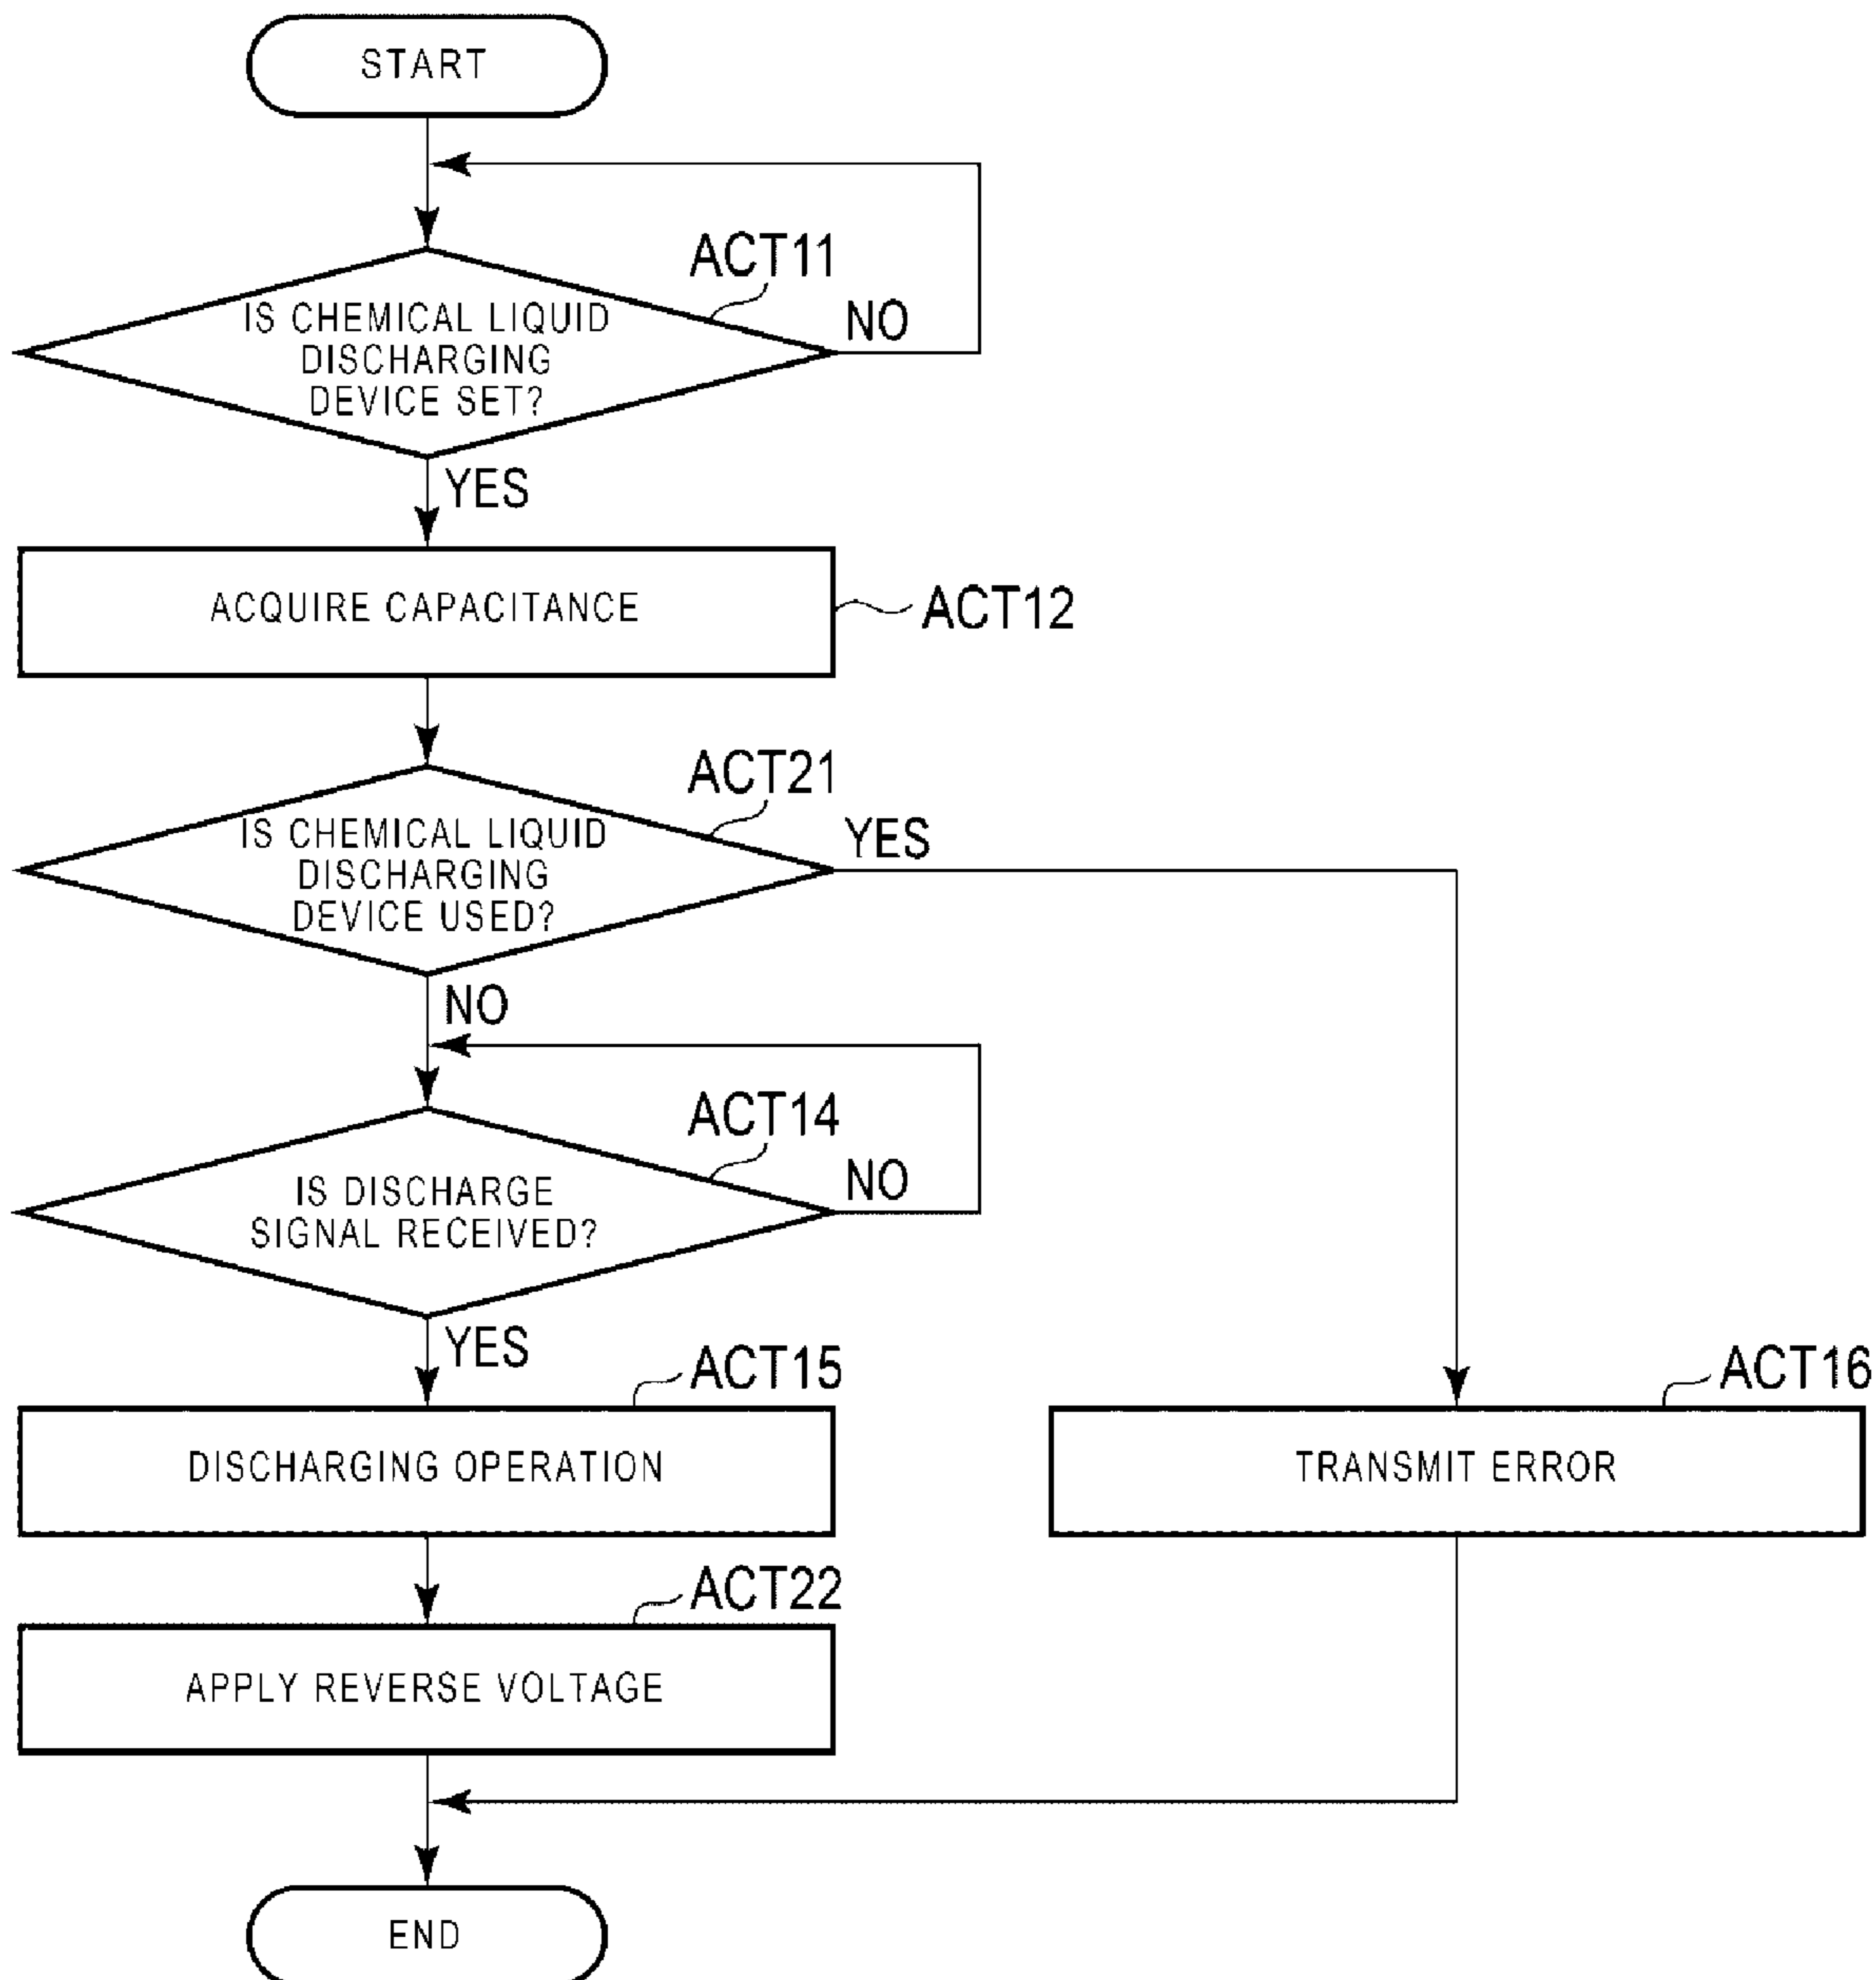 START
ACT11
IS CHEMICAL LIQUID
DISCHARGING
DEVICE SET?
NO
YES
ACQUIRE CAPACITANCE
ACT12
ACT21
IS CHEMICAL LIQUID
DISCHARGING
DEVICE USED?
YES
NO
ACT14
IS DISCHARGE
SIGNAL RECEIVED?
NO
YES
ACT15
DISCHARGING OPERATION
ACT16
TRANSMIT ERROR
ACT22
APPLY REVERSE VOLTAGE
END